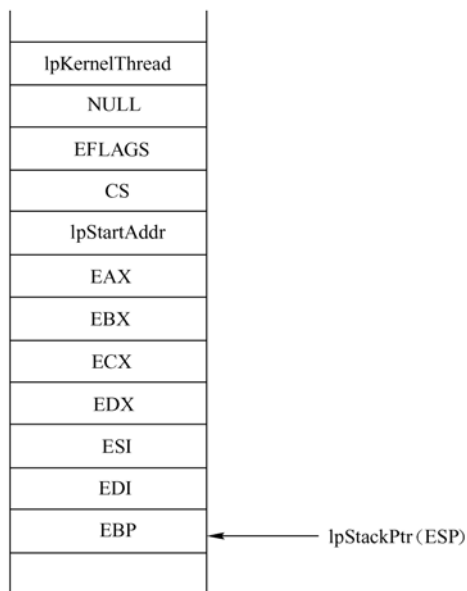 lpKernelThread
NULL
EFLAGS
CS
lpStartAddr
EAX
EBX
ECX
EDX
ESI
EDI
EBP
lpStackPtr(ESP)